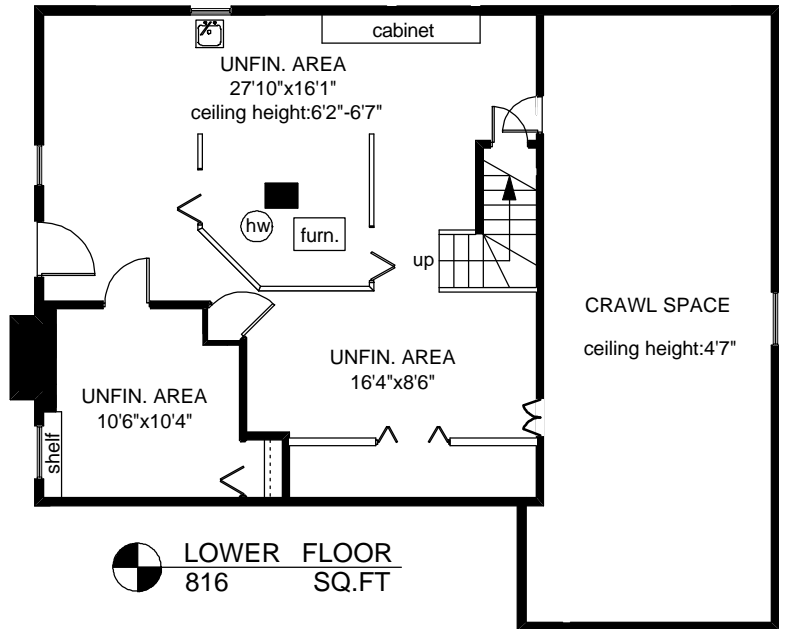 cabinet
UNFIN. AREA
27'10"x16'1"
ceiling height:6'2"-6'7"
hw
furn.
up
CRAWL SPACE
ceiling height:4'7"
UNFIN. AREA
16'4"x8'6"
UNFIN. AREA
10'6"x10'4"
shelf
LOWER FLOOR
816 SQ.FT